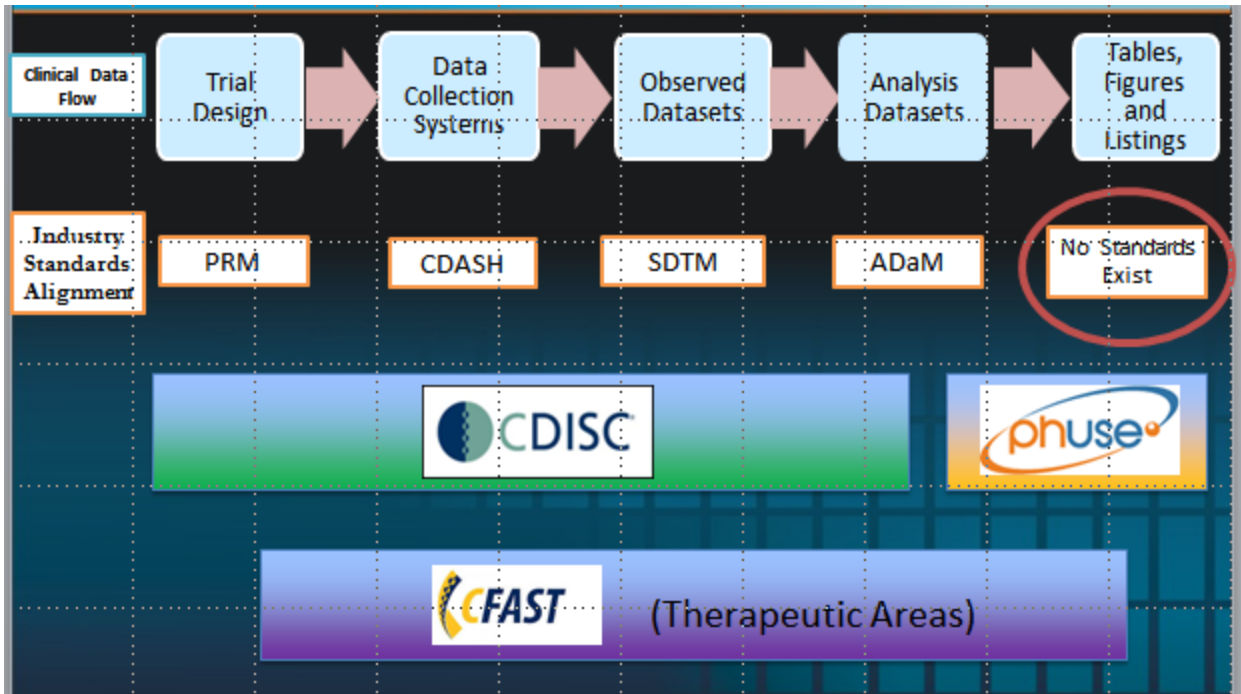 Clinical Data
Flow
Trial
Design
Data
Collection
Systems
Observed
Datasets
Analysis
Datasets
Tables,
Figures
and
Listings
Industry
Standards
Alignment
PRM
CDASH
SDTM
ADaM
No Standards
Exist
CDISC
phuse
CFAST
(Therapeutic Areas)